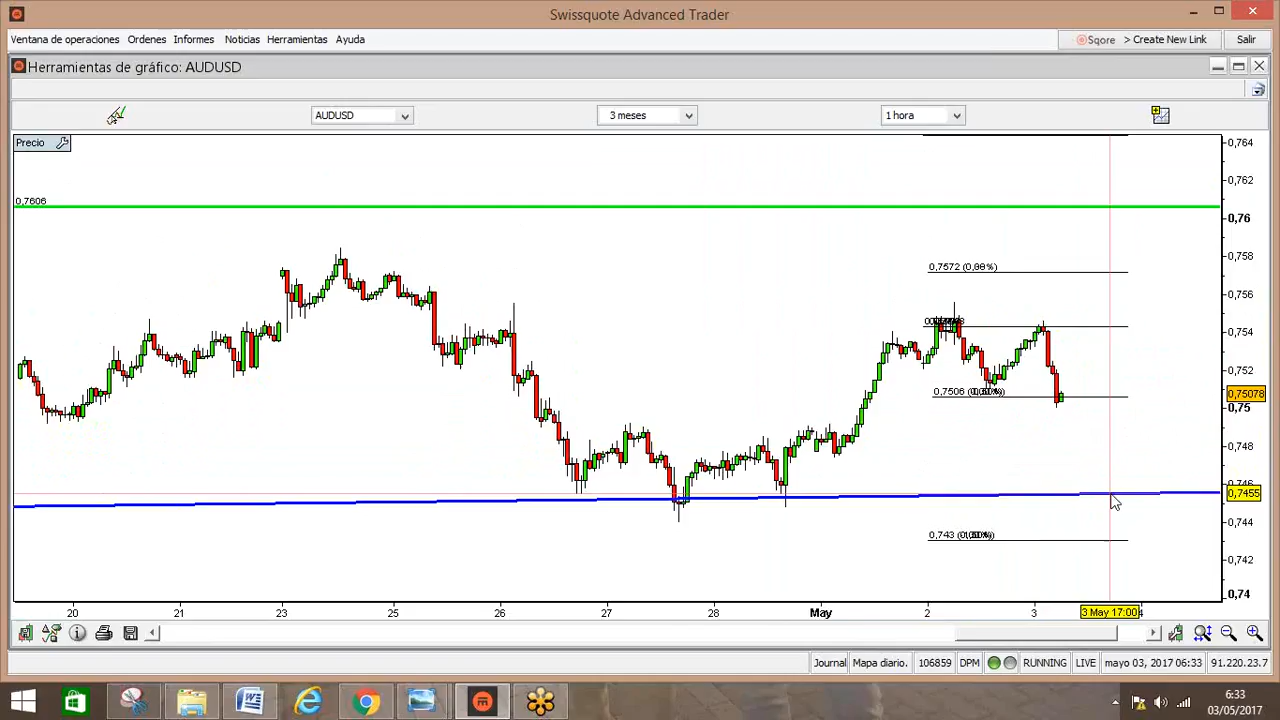 Swissquote Advanced Trader
Ventana de operaciones Ordenes Informes Noticias Herramientas Ayuda
Sqore > Create New Link Salir
Herramientas de gráfico: AUDUSD
AUDUSD 3 meses 1 hora
Precio
0,764
0,762
0,7606
0,76
0,758
0,7572
0,756
0,754
0,752
0,7506
0,75078
0,75
0,748
0,746
0,7455
0,744
0,743
0,742
0,74
20 21 23 25 26 27 28 May 2 3 3 May 17:00 4
Journal Mapa diario. 106859 DPM RUNNING LIVE mayo 03, 2017 06:33 91.220.23.7
6:33
03/05/2017